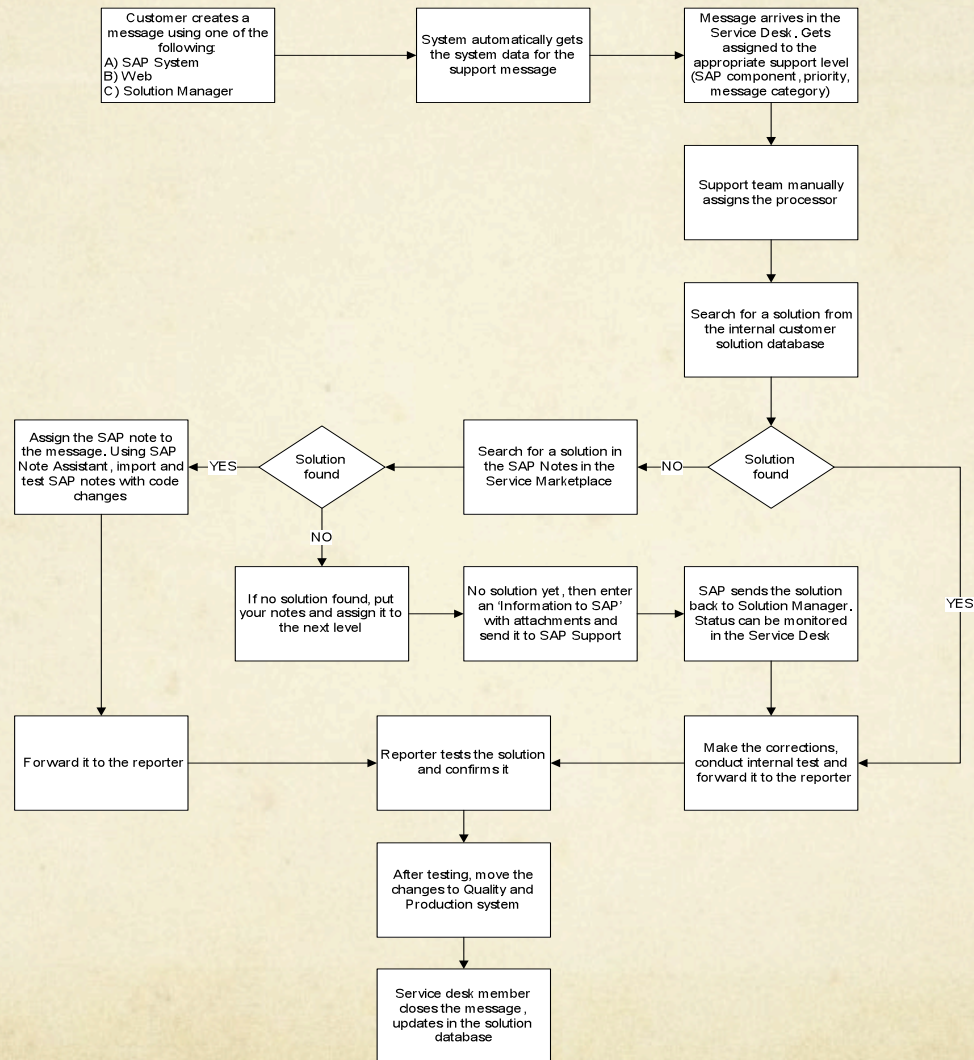 Customer creates a
message using one of the
following:
A) SAP System
B) Web
C) Solution Manager
System automatically gets
the system data for the
support message
Message arrives in the
Service Desk. Gets
assigned to the
appropriate support level
(SAP component, priority,
message category)
Support team manually
assigns the processor
Search for a solution from
the internal customer
solution database
Solution
found
NO
YES
Search for a solution in
the SAP Notes in the
Service Marketplace
Solution
found
YES
NO
Assign the SAP note to
the message. Using SAP
Note Assistant, import and
test SAP notes with code
changes
If no solution found, put
your notes and assign it to
the next level
No solution yet, then enter
an ‘Information to SAP’
with attachments and
send it to SAP Support
SAP sends the solution
back to Solution Manager.
Status can be monitored
in the Service Desk
Forward it to the reporter
Reporter tests the solution
and confirms it
Make the corrections,
conduct internal test and
forward it to the reporter
After testing, move the
changes to Quality and
Production system
Service desk member
closes the message,
updates in the solution
database